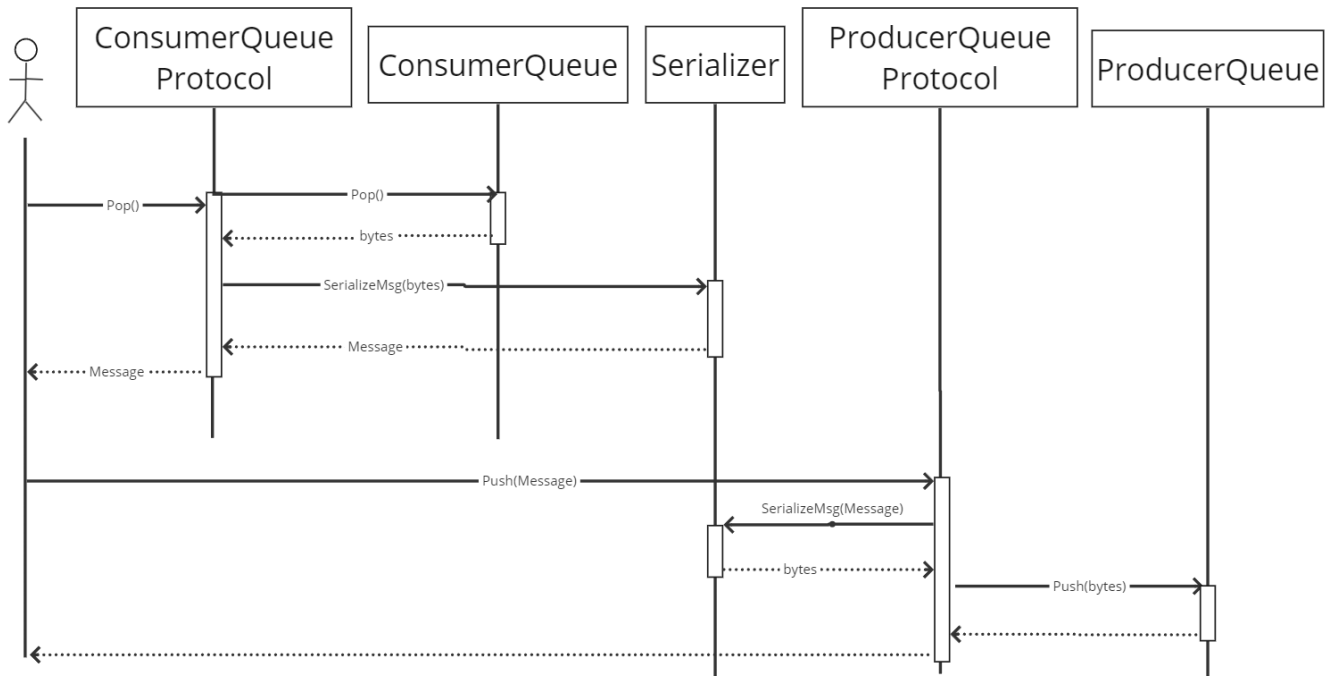 ConsumerQueue
Protocol
ConsumerQueue
Serializer
ProducerQueue
Protocol
ProducerQueue
Pop()
Pop()
bytes
SerializeMsg(bytes)
Message
Message
Push(Message)
SerializeMsg(Message)
bytes
Push(bytes)